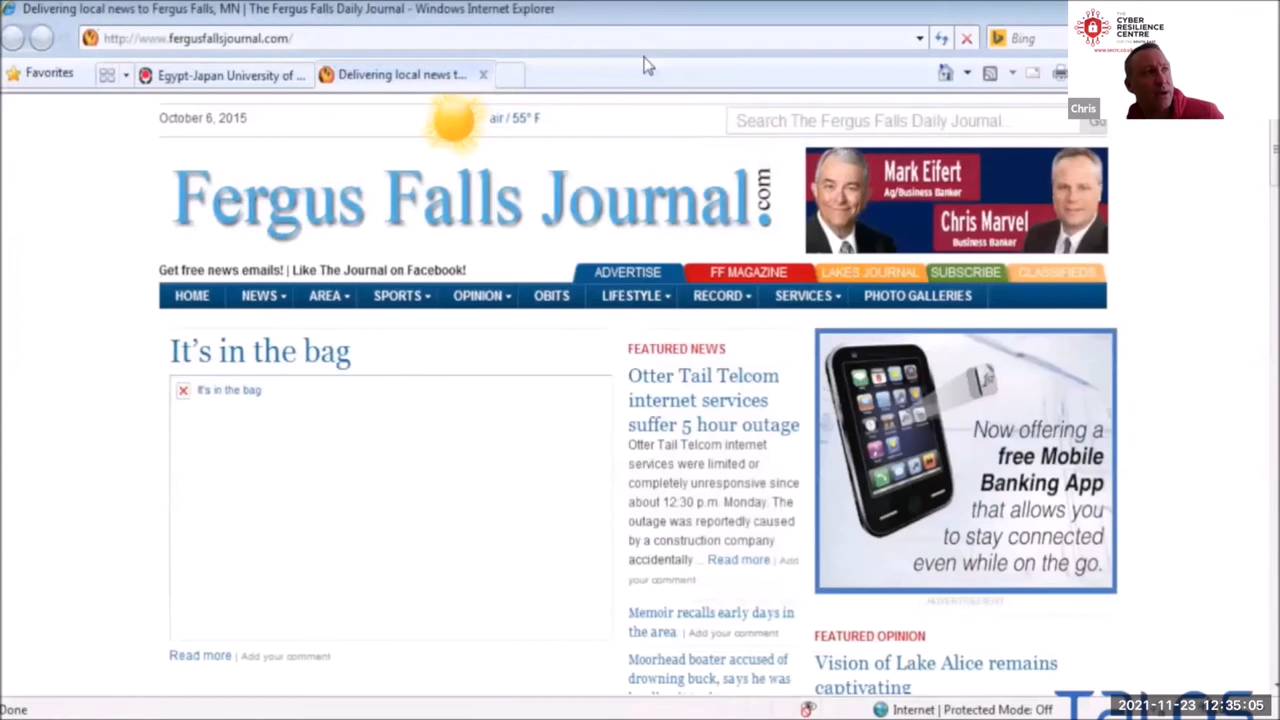 Delivering local news to Fergus Falls, MN | The Fergus Falls Daily Journal - Windows Internet Explorer
THE
CYBER
RESILIENCE
CENTRE
http://www.fergusfallsjournal.com/
Bing
Favorites
Egypt-Japan University of ...
Delivering local news t...
Chris
October 6, 2015
air / 55° F
Search The Fergus Falls Daily Journal...
Go
Fergus Falls Journal.com
Mark Eifert
Ag/Business Banker
Chris Marvel
Business Banker
Get free news emails! | Like The Journal on Facebook!
ADVERTISE
FF MAGAZINE
LAKES JOURNAL
SUBSCRIBE
CLASSIFIEDS
HOME
NEWS
AREA
SPORTS
OPINION
OBITS
LIFESTYLE
RECORD
SERVICES
PHOTO GALLERIES
It's in the bag
It's in the bag
Read more | Add your comment
FEATURED NEWS
Otter Tail Telcom
internet services
suffer 5 hour outage
Otter Tail Telcom internet
services were limited or
completely unresponsive since
about 12:30 p.m. Monday. The
outage was reportedly caused
by a construction company
accidentally ... Read more | Add
your comment
Memoir recalls early days in
the area | Add your comment
Moorhead boater accused of
drowning buck, says he was
Now offering a
free Mobile
Banking App
that allows you
to stay connected
even while on the go.
ADVERTISEMENT
FEATURED OPINION
Vision of Lake Alice remains
captivating
Done
Internet | Protected Mode: Off
2021-11-23 12:35:05